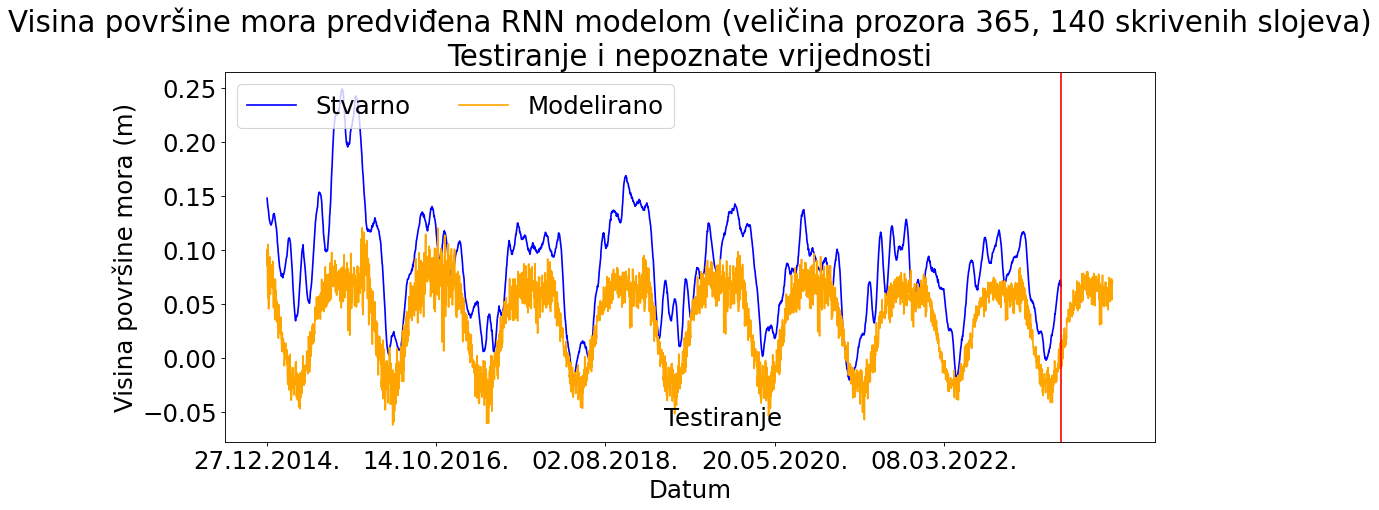 Visina površine mora predviđena RNN modelom (veličina prozora 365, 140 skrivenih slojeva)
Testiranje i nepoznate vrijednosti
Stvarno
Modelirano
Visina površine mora (m)
0.25
0.20
0.15
0.10
0.05
0.00
−0.05
Testiranje
27.12.2014.
14.10.2016.
02.08.2018.
20.05.2020.
08.03.2022.
Datum